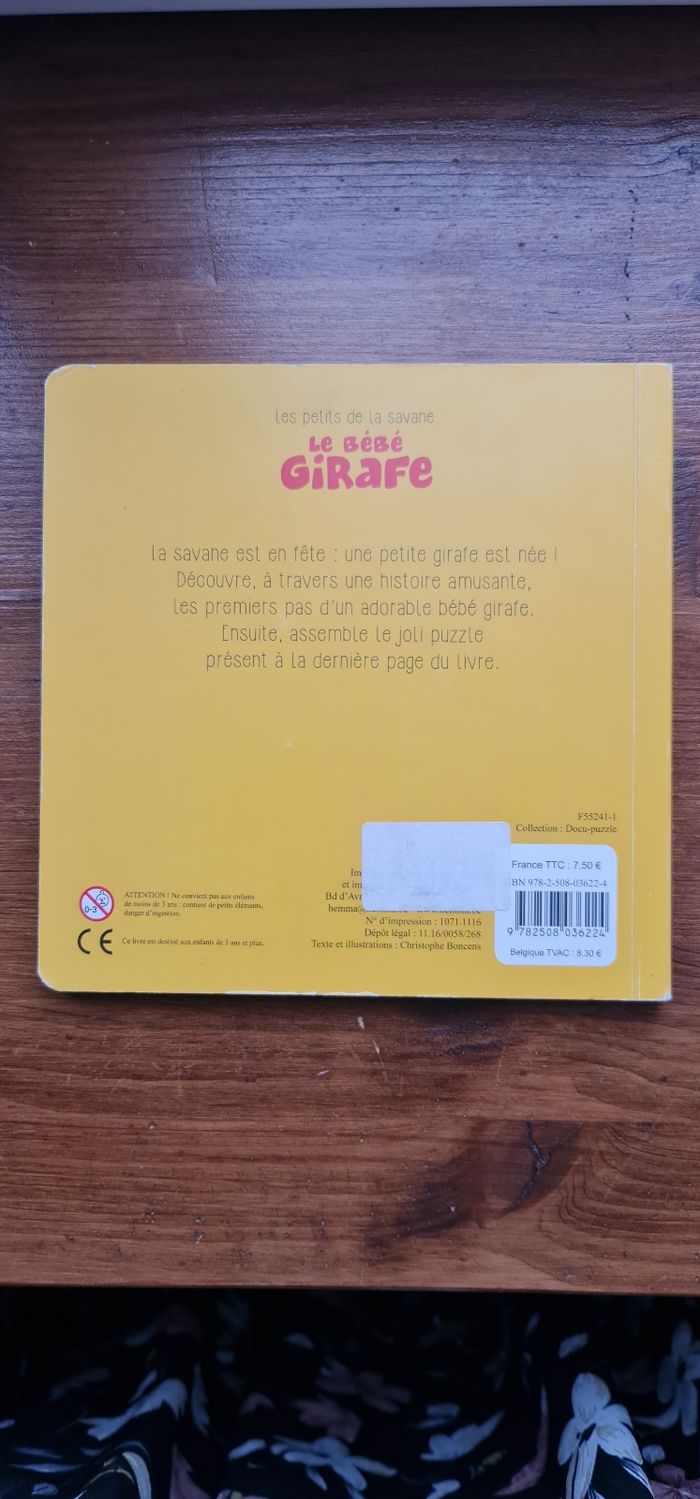 Les petits de la savane
Le BéBé
GiRaFe
La savane est en fête : une petite girafe est née !
Découvre, à travers une histoire amusante,
les premiers pas d'un adorable bébé girafe.
Ensuite, assemble le joli puzzle
présent à la dernière page du livre.
F55241-1
Collection : Docu-puzzle
France TTC : 7,50 €
978-2-508-03622-4
9 782508 036224
Belgique TVAC : 8,30 €
et
Bd
N° d'impression : 1071.1116
Dépôt légal : 11.16/0058/268
Texte et illustrations : Christophe Boncens
0-3
ATTENTION ! Ne convient pas aux enfants
de moins de 3 ans : contient de petits éléments,
danger d'ingestion.
CE
Ce livre est destiné aux enfants de 3 ans et plus.